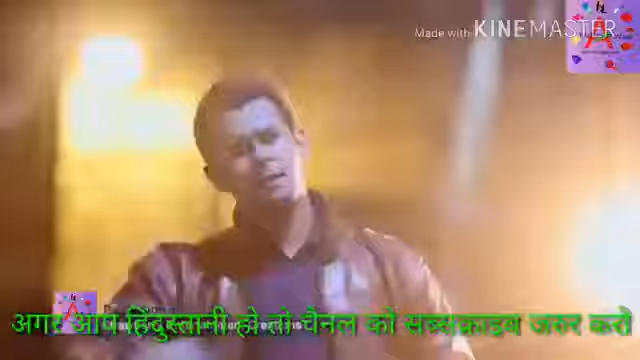 Made with KINEMASTER
अगर आप हिंदुस्तानी हो तो चैनल को सब्सक्राइब जरुर करो